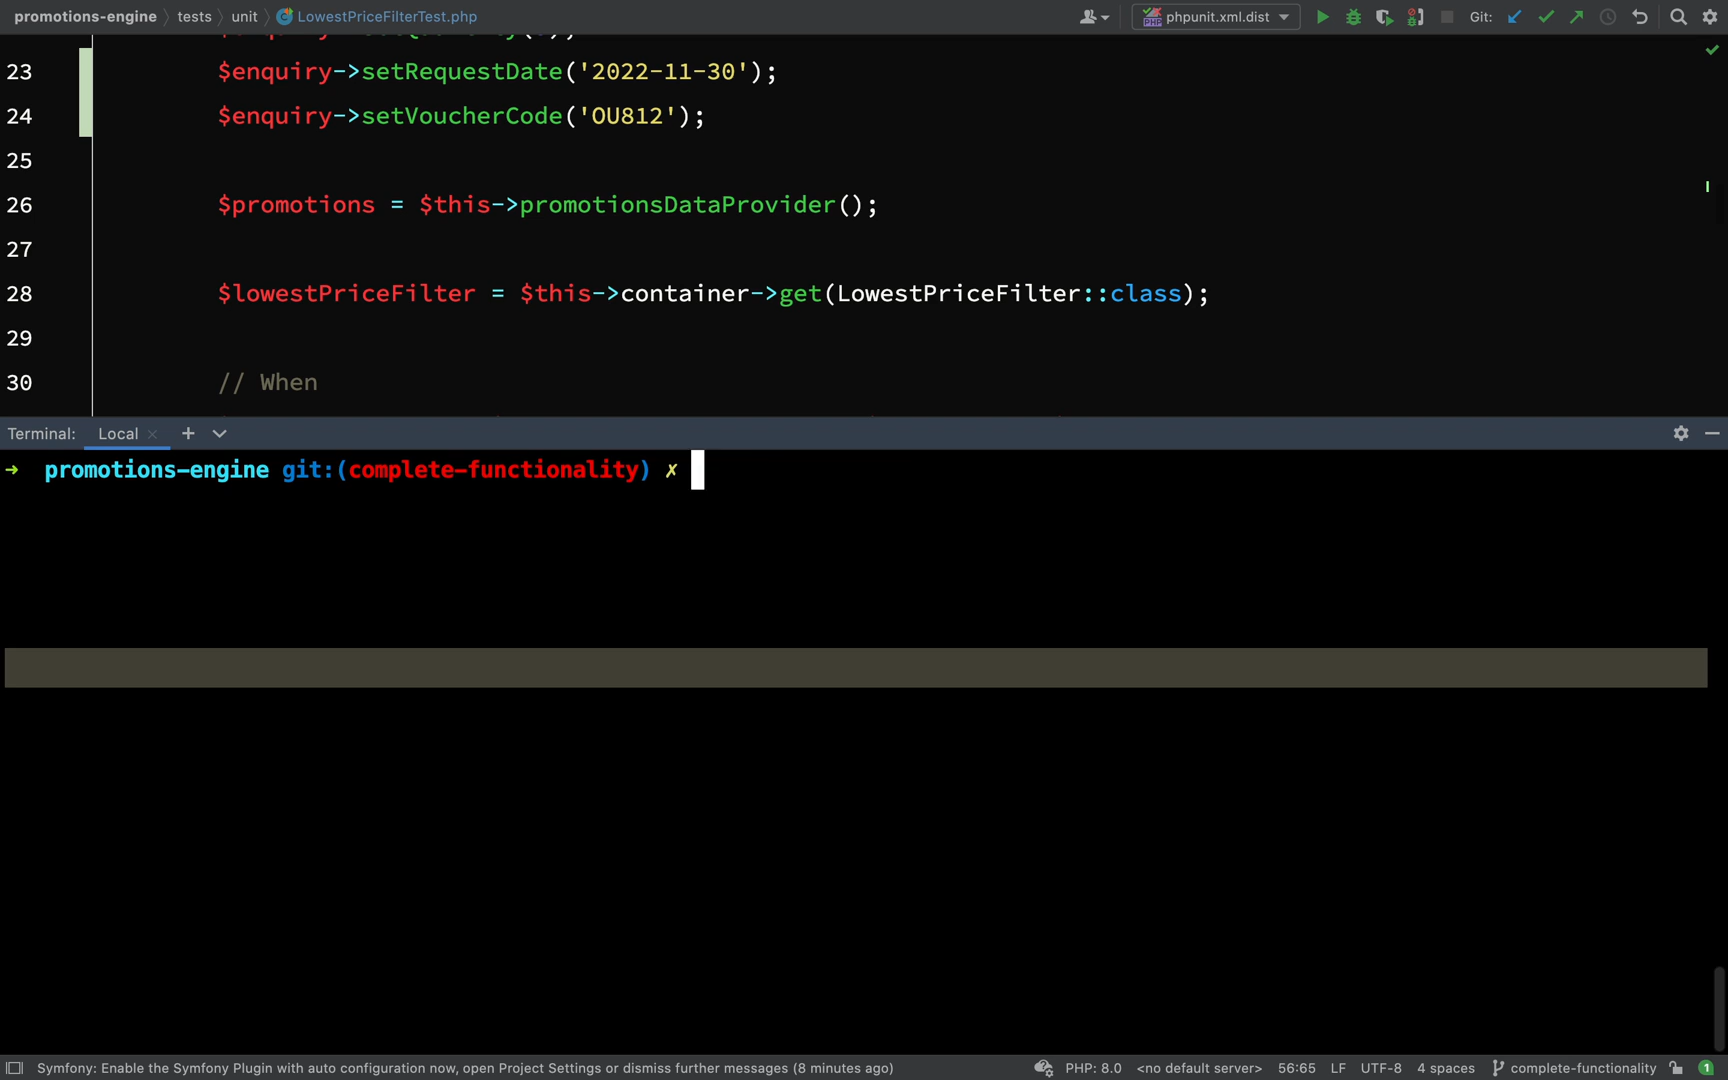 promotions-engine tests unit LowestPriceFilterTest.php phpunit.xml.dist Git:
23 $enquiry->setRequestDate('2022-11-30');
24 $enquiry->setVoucherCode('OU812');
25
26 $promotions = $this->promotionsDataProvider();
27
28 $lowestPriceFilter = $this->container->get(LowestPriceFilter::class);
29
30 // When
Terminal: Local
→ promotions-engine git:(complete-functionality) ✗
Symfony: Enable the Symfony Plugin with auto configuration now, open Project Settings or dismiss further messages (8 minutes ago) PHP: 8.0 <no default server> 56:65 LF UTF-8 4 spaces complete-functionality 1